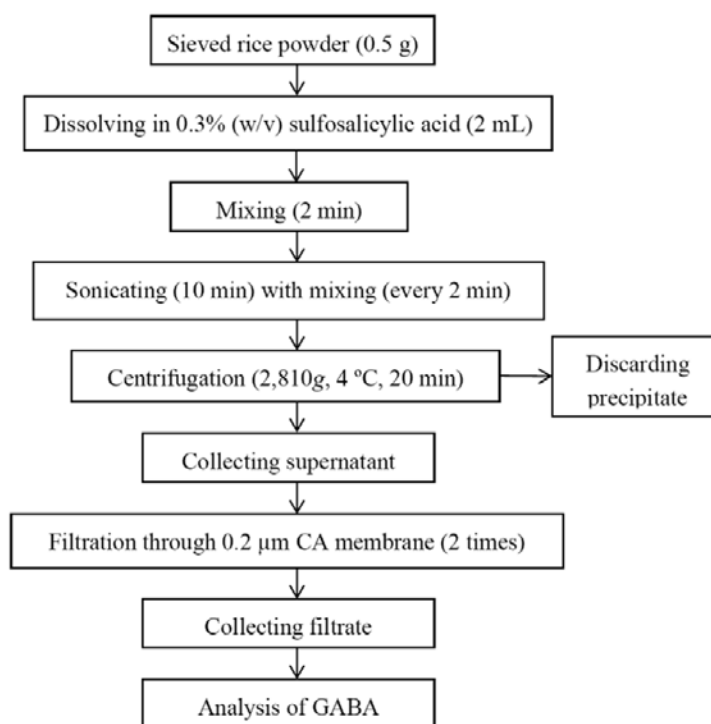 Sieved rice powder (0.5 g)
Dissolving in 0.3% (w/v) sulfosalicylic acid (2 mL)
Mixing (2 min)
Sonicating (10 min) with mixing (every 2 min)
Centrifugation (2,810g, 4 ºC, 20 min)
Discarding
precipitate
Collecting supernatant
Filtration through 0.2 µm CA membrane (2 times)
Collecting filtrate
Analysis of GABA